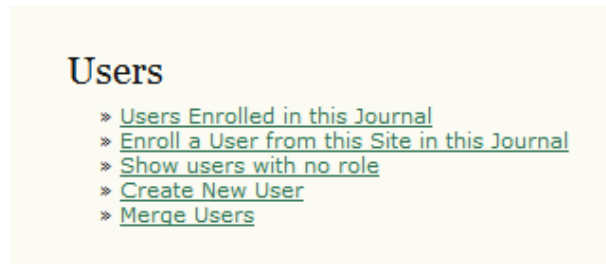 Users
» Users Enrolled in this Journal
» Enroll a User from this Site in this Journal
» Show users with no role
» Create New User
» Merge Users